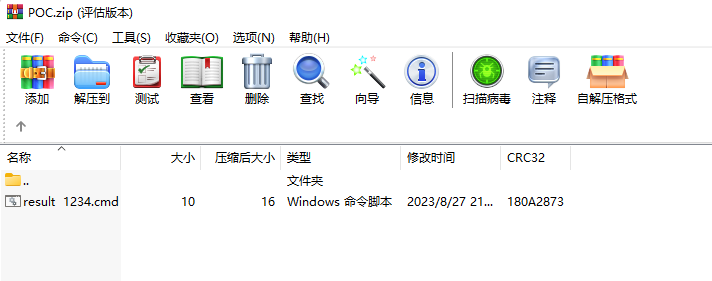 POC.zip (评估版本)
文件(F) 命令(C) 工具(S) 收藏夹(O) 选项(N) 帮助(H)
添加 解压到 测试 查看 删除 查找 向导 信息 扫描病毒 注释 自解压格式
名称 大小 压缩后大小 类型 修改时间 CRC32
.. 文件夹
result 1234.cmd 10 16 Windows 命令脚本 2023/8/27 21... 180A2873